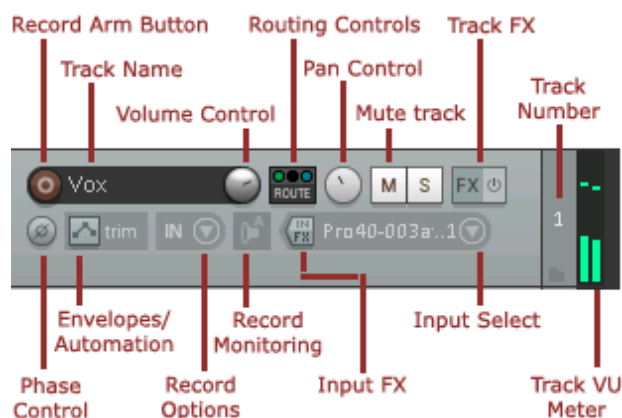 Record Arm Button
Routing Controls
Track FX
Track Name
Pan Control
Track
Number
Volume Control
Mute track
Vox
ROUTE
M
S
FX
trim
IN
IN
FX
Pro40-003a...1
1
Envelopes/
Automation
Record
Monitoring
Input Select
Phase
Control
Record
Options
Input FX
Track VU
Meter